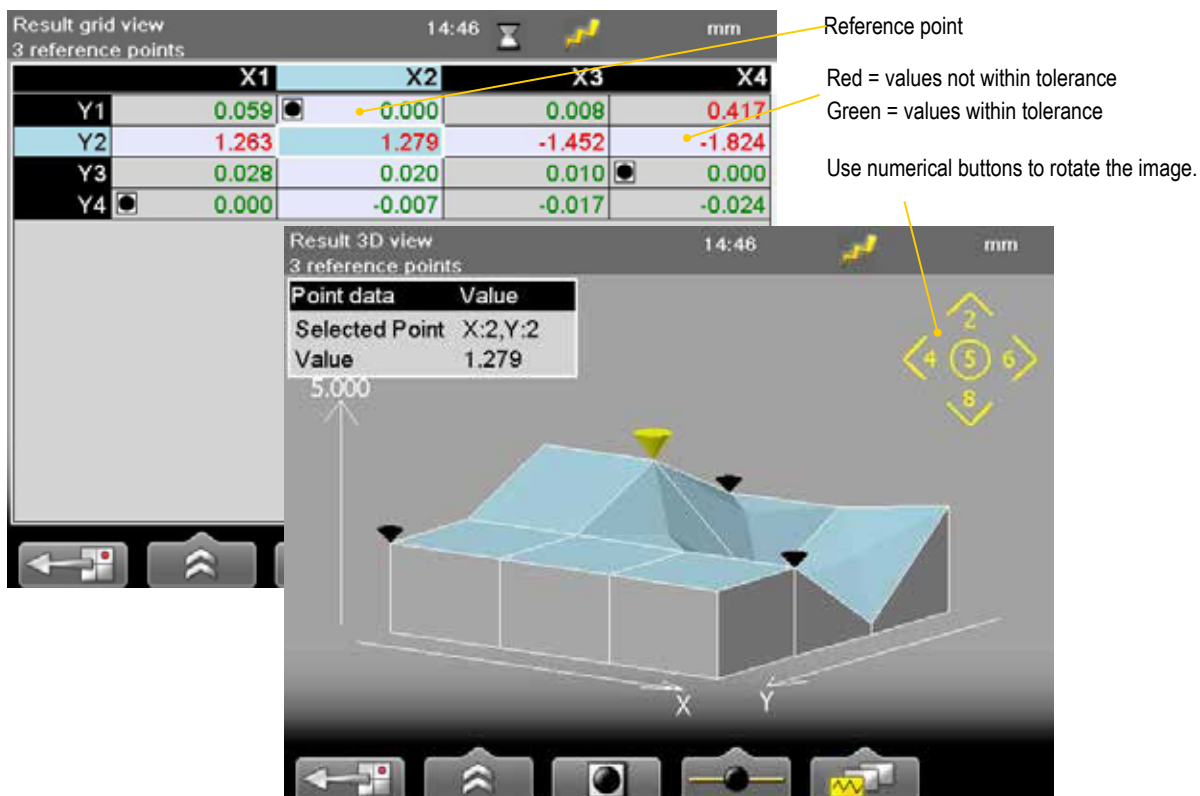 Result grid view 14:46 mm
3 reference points
X1 X2 X3 X4
Y1 0.059 0.000 0.008 0.417
Y2 1.263 1.279 -1.452 -1.824
Y3 0.028 0.020 0.010 0.000
Y4 0.000 -0.007 -0.017 -0.024
Reference point
Red = values not within tolerance
Green = values within tolerance
Use numerical buttons to rotate the image.
Result 3D view 14:46 mm
3 reference points
Point data Value
Selected Point X:2,Y:2
Value 1.279
5.000
2
4 5 6
8
X Y